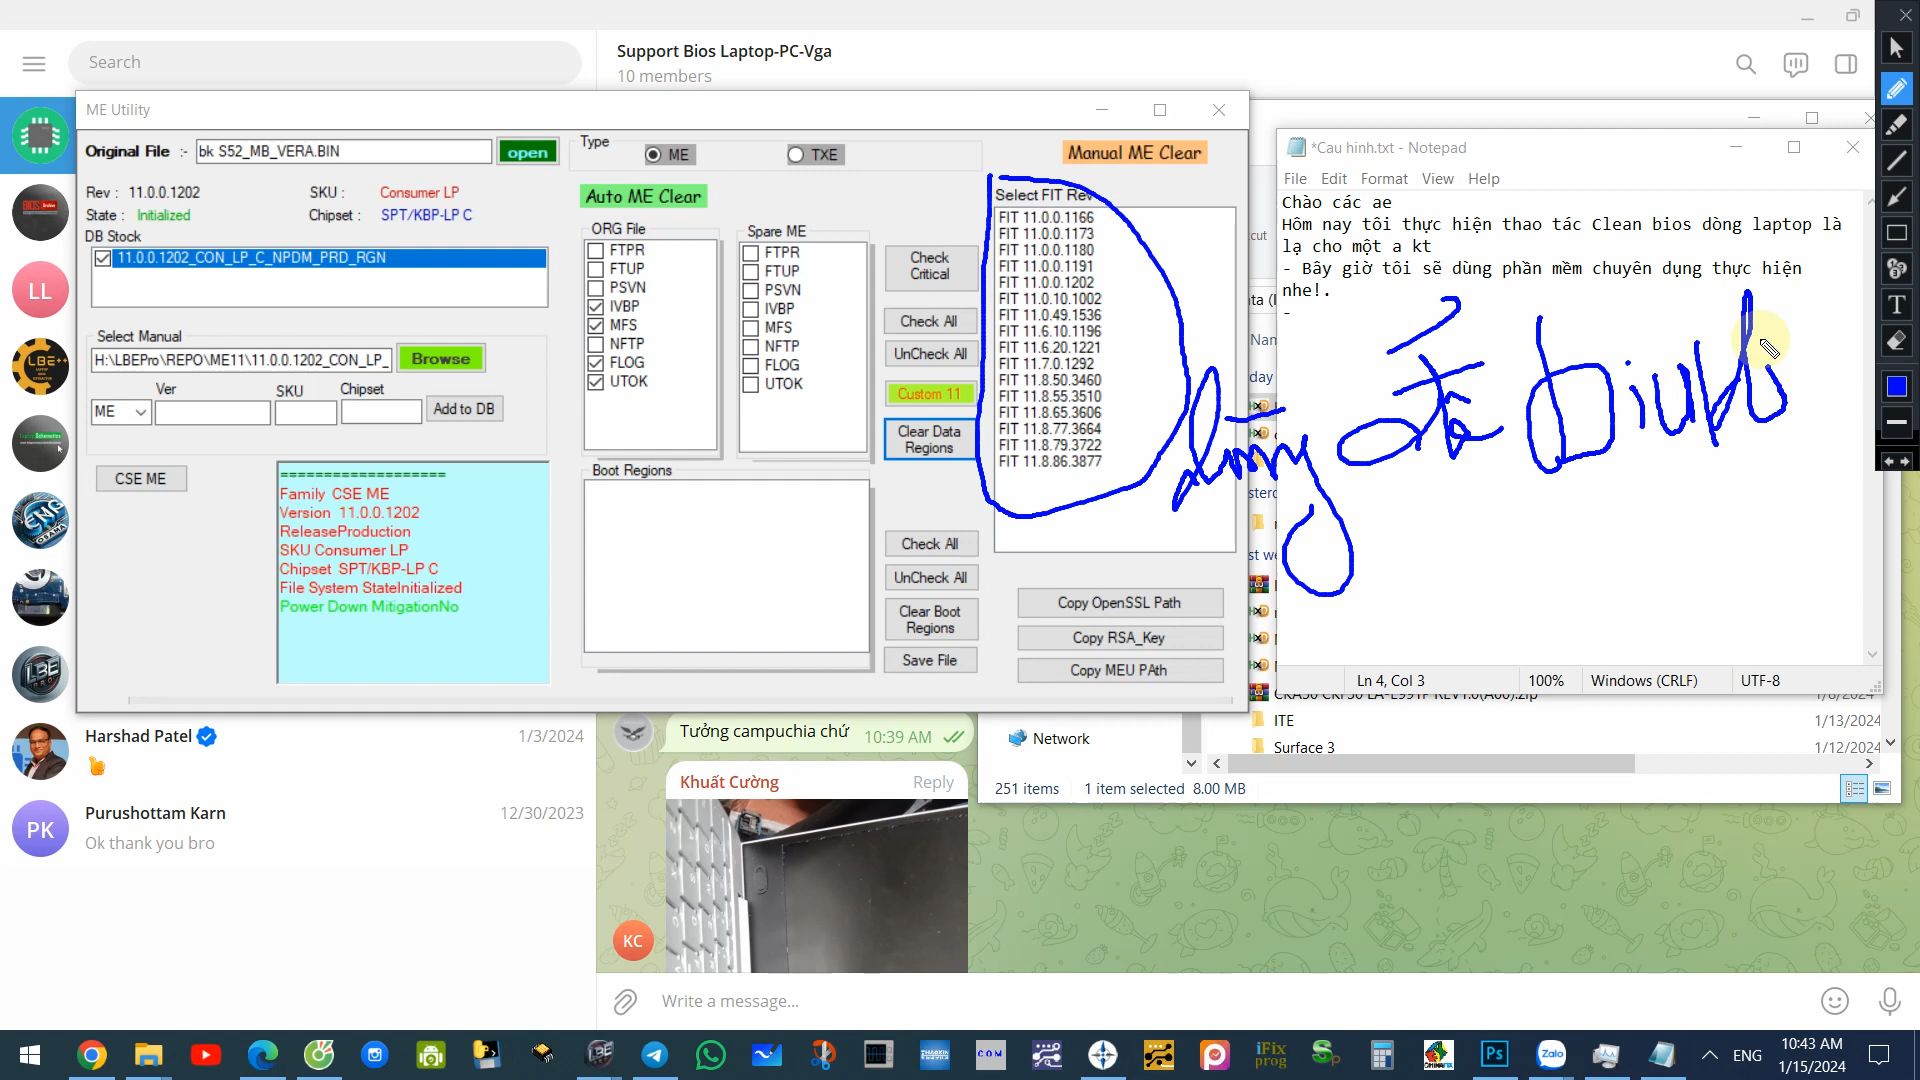 Search
Support Bios Laptop-PC-Vga
10 members
ME Utility
Original File :- bk S52_MB_VERA.BIN open
Type
ME
TXE
Manual ME Clear
Rev : 11.0.0.1202
SKU : Consumer LP
State : Initialized
Chipset : SPT/KBP-LP C
DB Stock
11.0.0.1202_CON_LP_C_NPDM_PRD_RGN
Select Manual
H:\LBEPro\REPO\ME11\11.0.0.1202_CON_LP_ Browse
Ver
SKU
Chipset
ME
Add to DB
CSE ME
====================
Family CSE ME
Version 11.0.0.1202
ReleaseProduction
SKU Consumer LP
Chipset SPT/KBP-LP C
File System StateInitialized
Power Down MitigationNo
Auto ME Clear
ORG File
FTPR
FTUP
PSVN
IVBP
MFS
NFTP
FLOG
UTOK
Spare ME
FTPR
FTUP
PSVN
IVBP
MFS
NFTP
FLOG
UTOK
Check Critical
Check All
UnCheck All
Custom 11
Clear Data Regions
Boot Regions
Check All
UnCheck All
Clear Boot Regions
Save File
Select FIT Rev
FIT 11.0.0.1166
FIT 11.0.0.1173
FIT 11.0.0.1180
FIT 11.0.0.1191
FIT 11.0.0.1202
FIT 11.0.10.1002
FIT 11.0.49.1536
FIT 11.6.10.1196
FIT 11.6.20.1221
FIT 11.7.0.1292
FIT 11.8.50.3460
FIT 11.8.55.3510
FIT 11.8.65.3606
FIT 11.8.77.3664
FIT 11.8.79.3722
FIT 11.8.86.3877
Copy OpenSSL Path
Copy RSA_Key
Copy MEU PAth
*Cau hinh.txt - Notepad
File Edit Format View Help
Chào các ae
Hôm nay tôi thực hiện thao tác Clean bios dòng laptop là
lạ cho một a kt
- Bây giờ tôi sẽ dùng phần mềm chuyên dụng thực hiện
nhe!.
-
Ln 4, Col 3
100%
Windows (CRLF)
UTF-8
ITE
1/13/2024
Surface 3
1/12/2024
Network
251 items
1 item selected 8.00 MB
LL
LBE++
LBE PRO
Harshad Patel
1/3/2024
PK
Purushottam Karn
12/30/2023
Ok thank you bro
Tưởng campuchia chứ 10:39 AM
Khuất Cường
Reply
KC
Write a message...
COM
iFix prog
Ps
Zalo
ENG
10:43 AM
1/15/2024